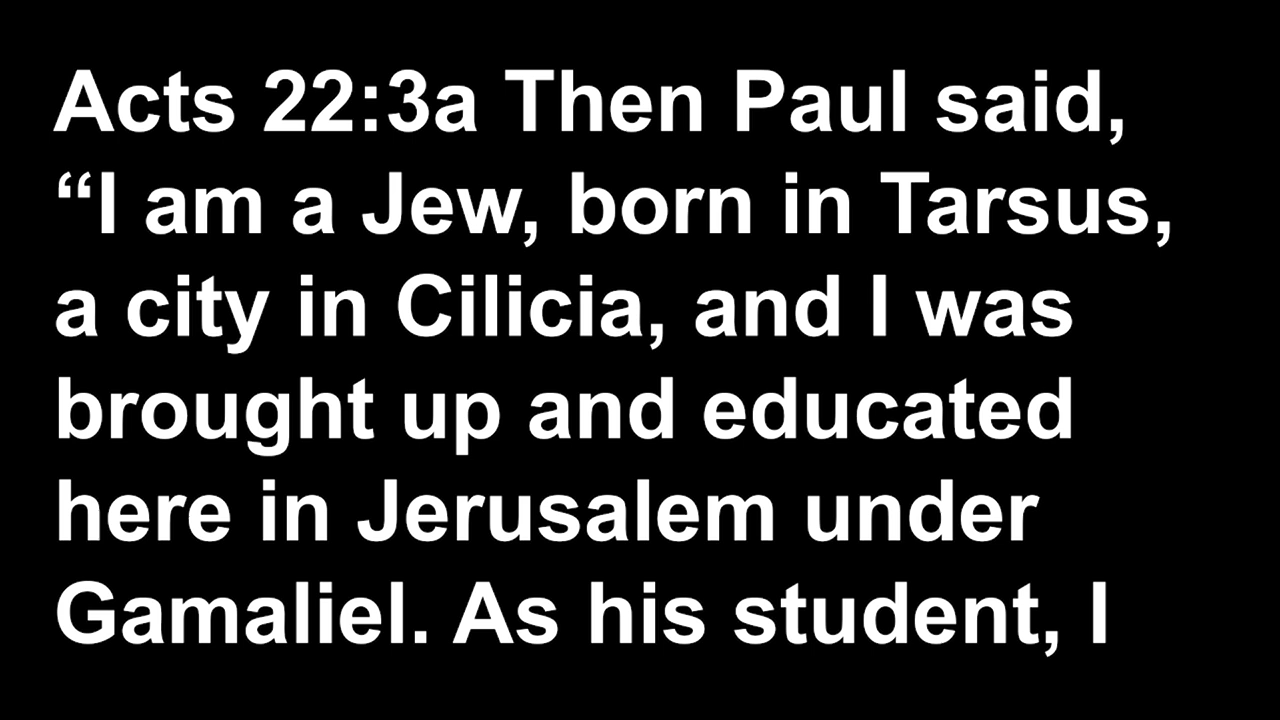 Acts 22:3a Then Paul said,
“I am a Jew, born in Tarsus,
a city in Cilicia, and I was
brought up and educated
here in Jerusalem under
Gamaliel. As his student, I